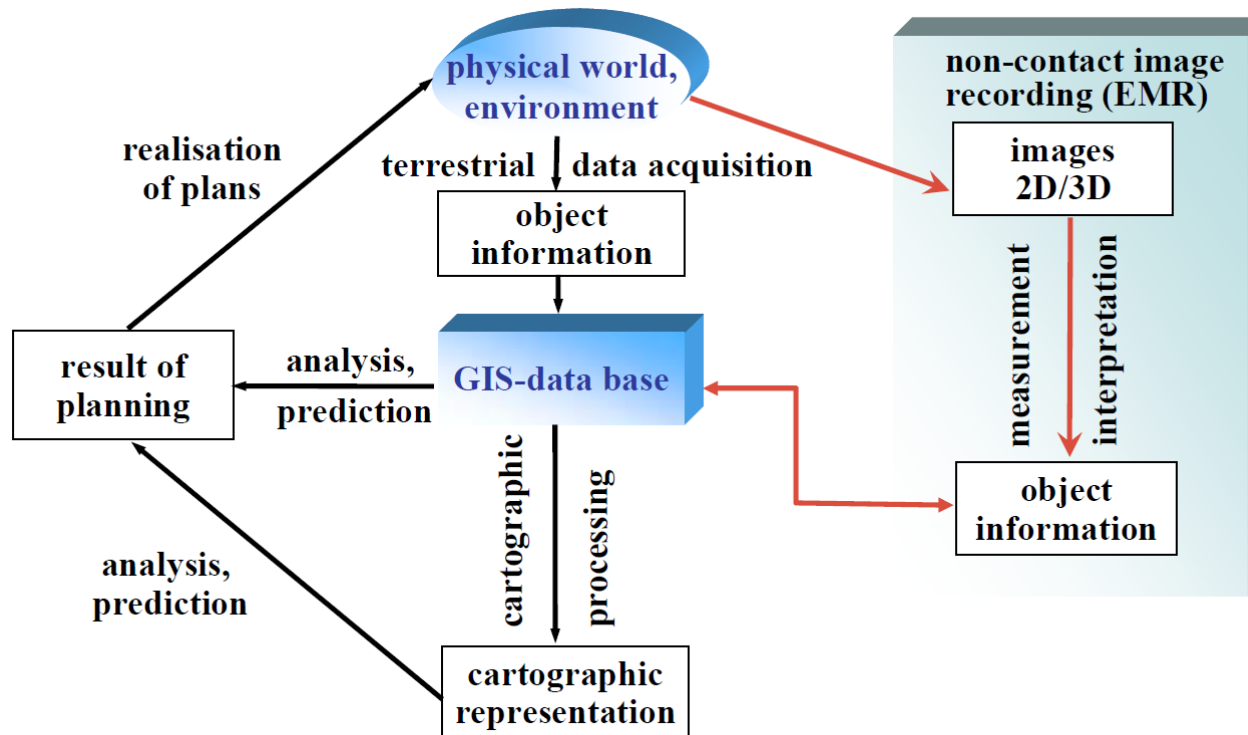 physical world,
environment
non-contact image
recording (EMR)
images
2D/3D
realisation
of plans
terrestrial data acquisition
object
information
measurement
interpretation
result of
planning
analysis,
prediction
GIS-data base
cartographic
processing
object
information
analysis,
prediction
cartographic
representation